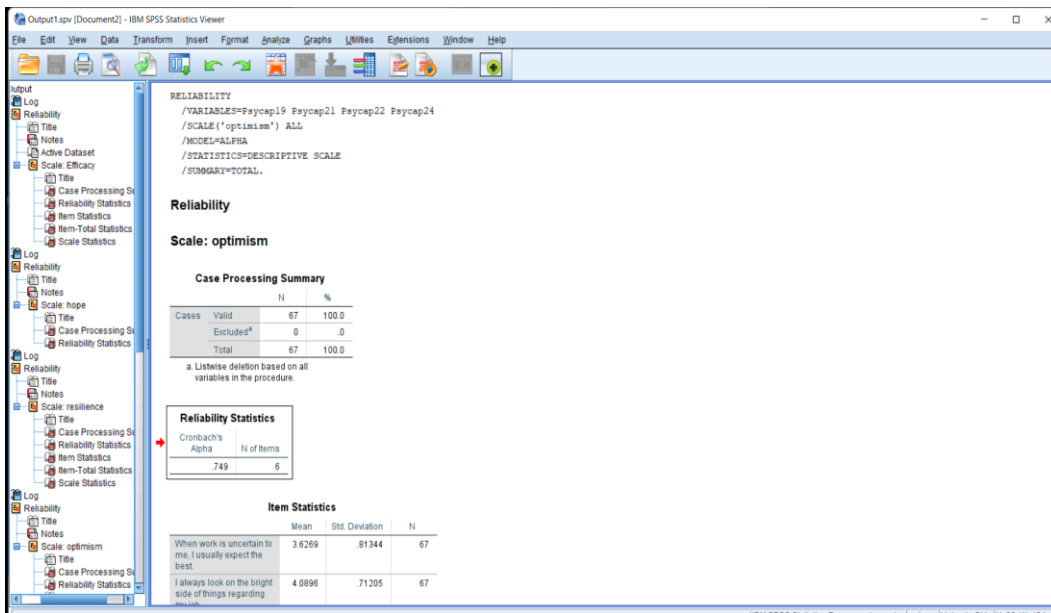 Output1.spv [Document2] - IBM SPSS Statistics Viewer
File Edit View Data Transform Insert Format Analyze Graphs Utilities Extensions Window Help
Log
Reliability
Title
Notes
Active Dataset
Scale: Efficacy
Title
Case Processing
Reliability Statistics
Item Statistics
Item-Total Statistics
Scale Statistics
Log
Reliability
Title
Notes
Scale: hope
Title
Case Processing
Reliability Statistics
Log
Reliability
Title
Notes
Scale: resilience
Title
Case Processing
Reliability Statistics
Item Statistics
Item-Total Statistics
Scale Statistics
Log
Reliability
Title
Notes
Scale: optimism
Title
Case Processing
Reliability Statistics
RELIABILITY
/VARIABLES=Psycap19 Psycap21 Psycap22 Psycap24
/SCALE('optimism') ALL
/MODEL=ALPHA
/STATISTICS=DESCRIPTIVE SCALE
/SUMMARY=TOTAL.
Reliability
Scale: optimism
Case Processing Summary
N %
Cases Valid 67 100.0
Excludedª 0 .0
Total 67 100.0
a. Listwise deletion based on all
variables in the procedure.
Reliability Statistics
Cronbach's
Alpha N of Items
.749 6
Item Statistics
Mean Std. Deviation N
When work is uncertain to 3.6269 .81344 67
me, I usually expect the
best.
I always look on the bright 4.0896 .71205 67
side of things regarding